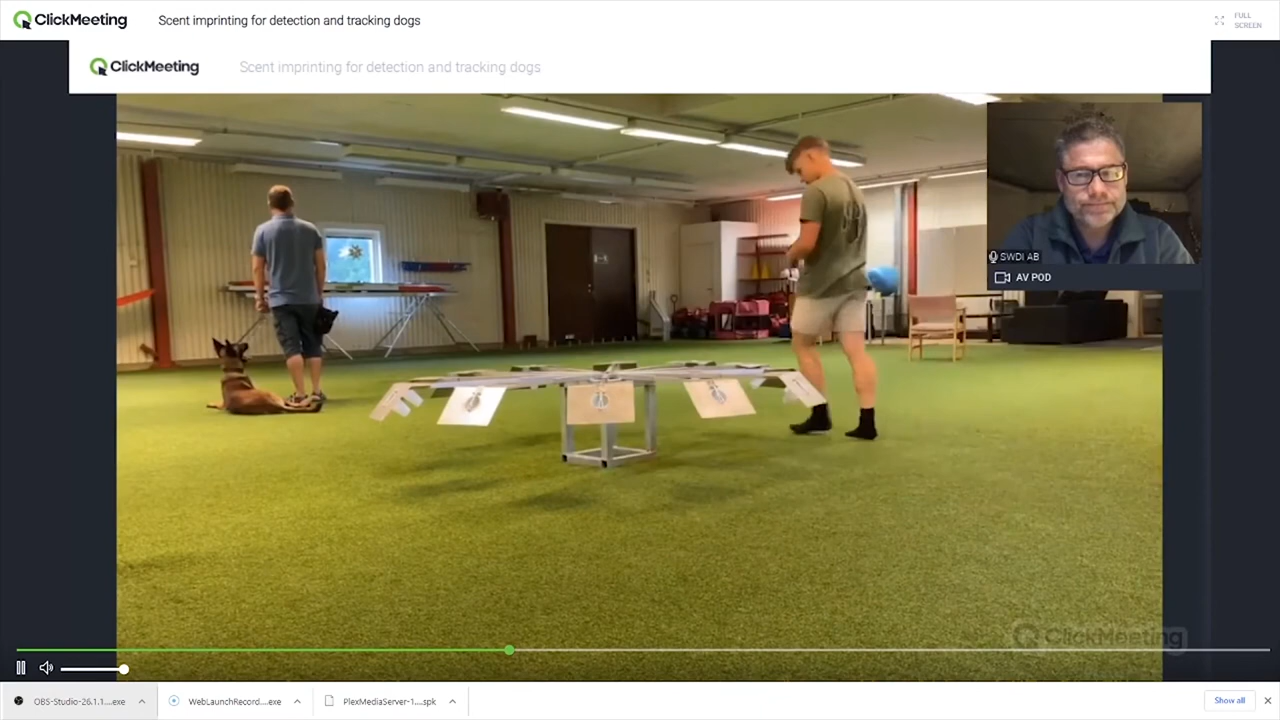 ClickMeeting Scent imprinting for detection and tracking dogs FULL
SCREEN
ClickMeeting Scent imprinting for detection and tracking dogs
SWDI AB
AV POD
ClickMeeting
OBS-Studio-26.1.1....exe WebLaunchRecord....exe PlexMediaServer-1....spk Show all